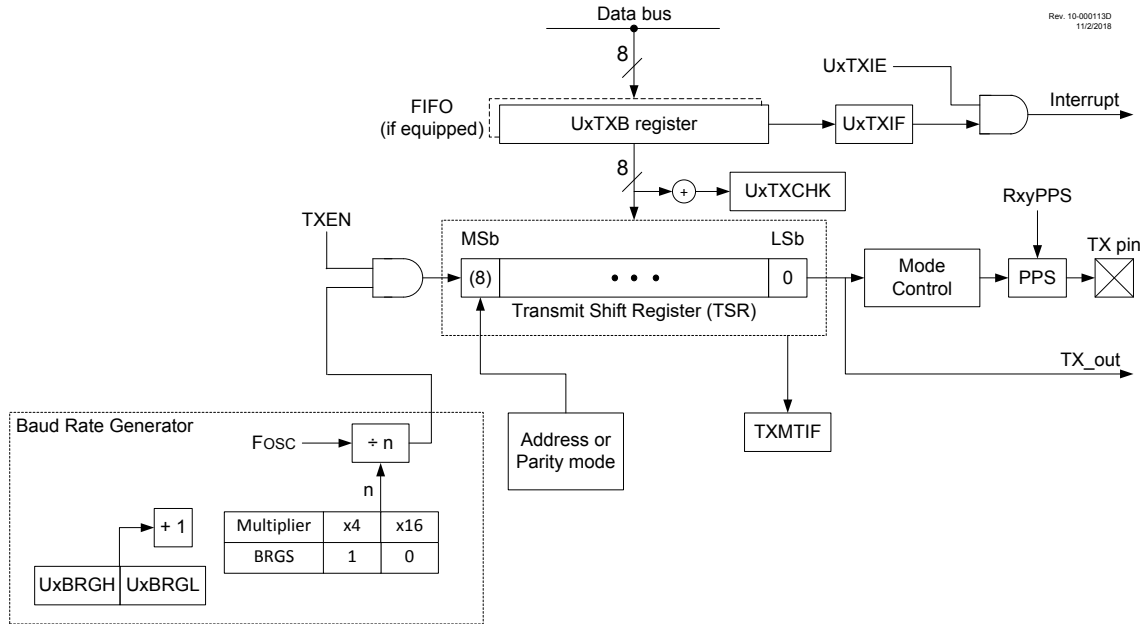 Data bus
Rev. 10-000113D
11/2/2018
8
UxTXIE
FIFO
(if equipped)
UxTXB register
UxTXIF
Interrupt
8
+
UxTXCHK
TXEN
RxyPPS
MSb
LSb
TX pin
(8)
• • •
0
Mode
Control
PPS
Transmit Shift Register (TSR)
TX_out
Baud Rate Generator
FOSC
÷ n
Address or
Parity mode
TXMTIF
n
+ 1
Multiplier x4 x16
BRGS 1 0
UxBRGH UxBRGL